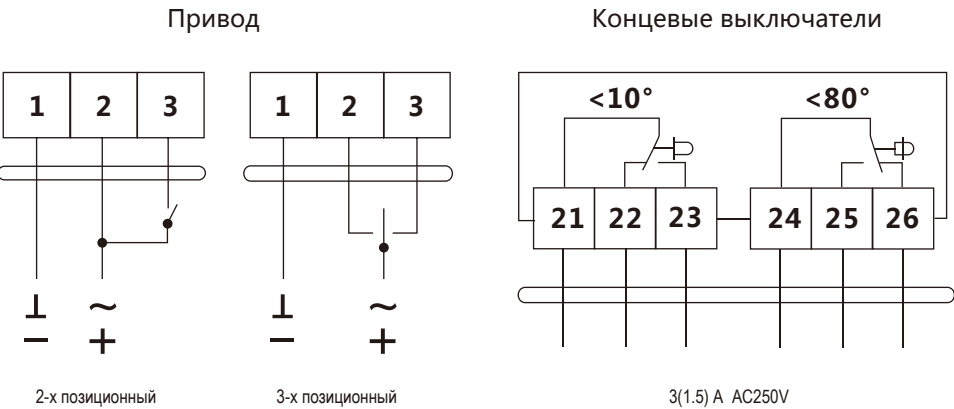 Привод
Концевые выключатели
1 2 3
1 2 3
<10° <80°
21 22 23 24 25 26
⊥ ~
− +
⊥ ~
− +
2-х позиционный
3-х позиционный
3(1.5) A AC250V